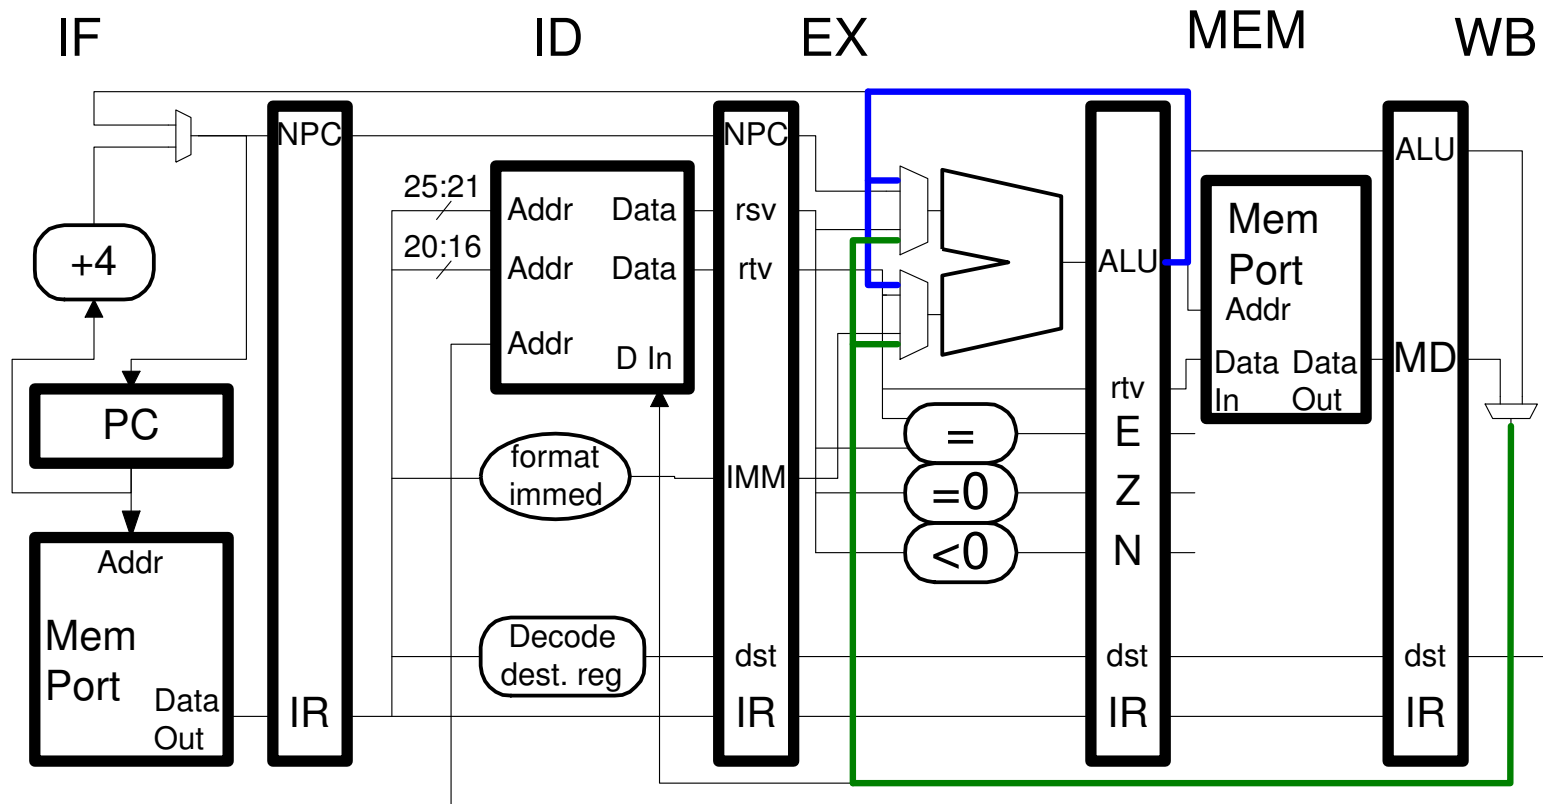 IF
ID
EX
MEM
WB
+4
PC
Addr
Mem
Port
Data
Out
NPC
IR
25:21
20:16
Addr
Data
Addr
Data
Addr
D In
format
immed
Decode
dest. reg
NPC
rsv
rtv
IMM
dst
IR
=
=0
<0
ALU
rtv
E
Z
N
dst
IR
Mem
Port
Addr
Data
In
Data
Out
ALU
MD
dst
IR